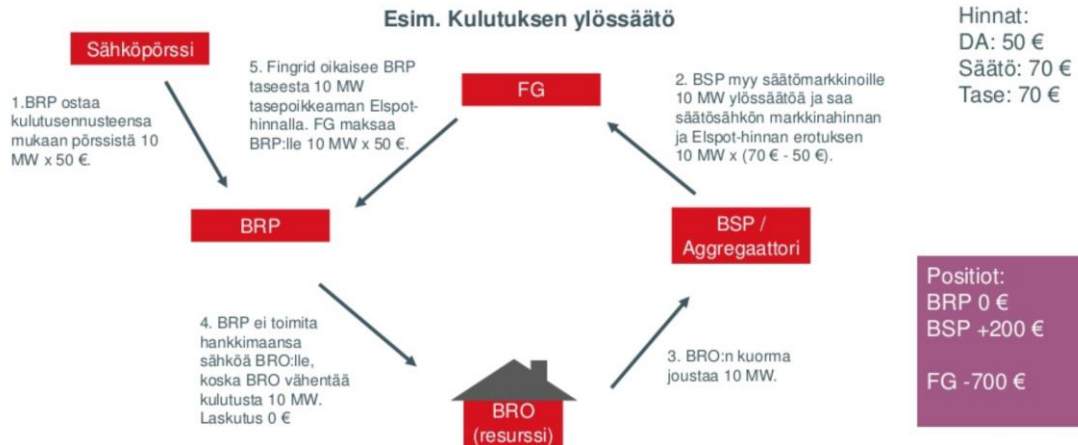 Esim. Kulutuksen ylössäätö
Hinnat:
DA: 50 €
Säätö: 70 €
Tase: 70 €
Sähköpörssi
1.BRP ostaa
kulutusennusteensa
mukaan pörssistä 10
MW x 50 €.
5. Fingrid oikaisee BRP
taseesta 10 MW
tasepoikkeaman Elspot-
hinnalla. FG maksaa
BRP:lle 10 MW x 50 €.
FG
2. BSP myy säätömarkkinoille
10 MW ylössäätöä ja saa
säätösähkön markkinahinnan
ja Elspot-hinnan erotuksen
10 MW x (70 € - 50 €).
BRP
BSP /
Aggregaattori
4. BRP ei toimita
hankkimaansa
sähköä BRO:lle,
koska BRO vähentää
kulutusta 10 MW.
Laskutus 0 €
3. BRO:n kuorma
joustaa 10 MW.
BRO
(resurssi)
Positiot:
BRP 0 €
BSP +200 €
FG -700 €